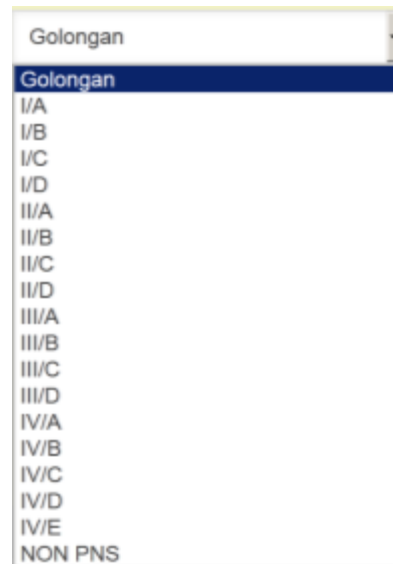 Golongan
Golongan
I/A
I/B
I/C
I/D
II/A
II/B
II/C
II/D
III/A
III/B
III/C
III/D
IV/A
IV/B
IV/C
IV/D
IV/E
NON PNS